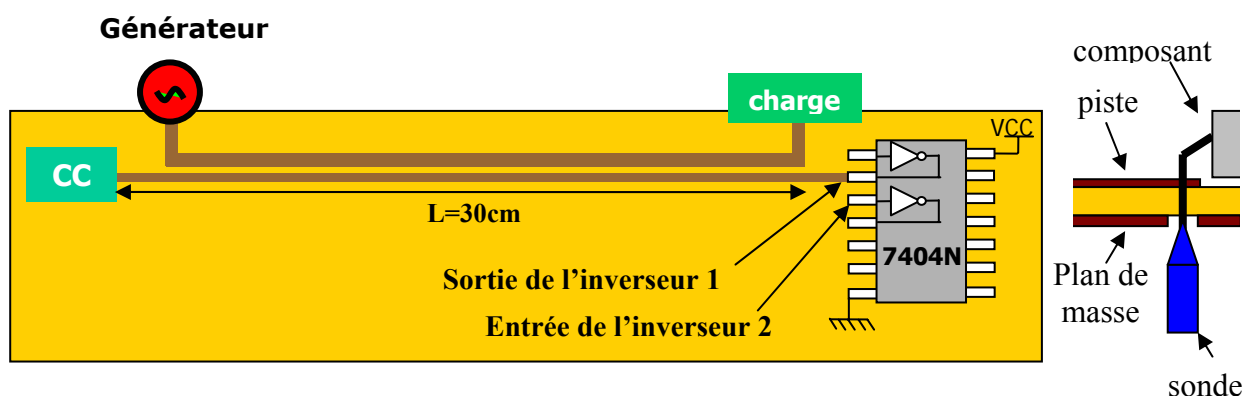 Générateur
charge
VCC
CC
L=30cm
7404N
Sortie de l’inverseur 1
Entrée de l’inverseur 2
composant
piste
Plan de
masse
sonde